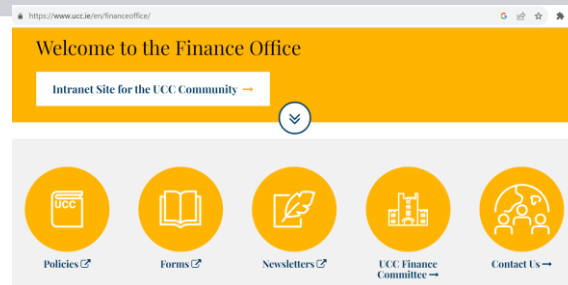 https://www.ucc.ie/en/financeoffice/
Welcome to the Finance Office
Intranet Site for the UCC Community →
UCC
Policies
Forms
Newsletters
UCC Finance
Committee →
Contact Us →